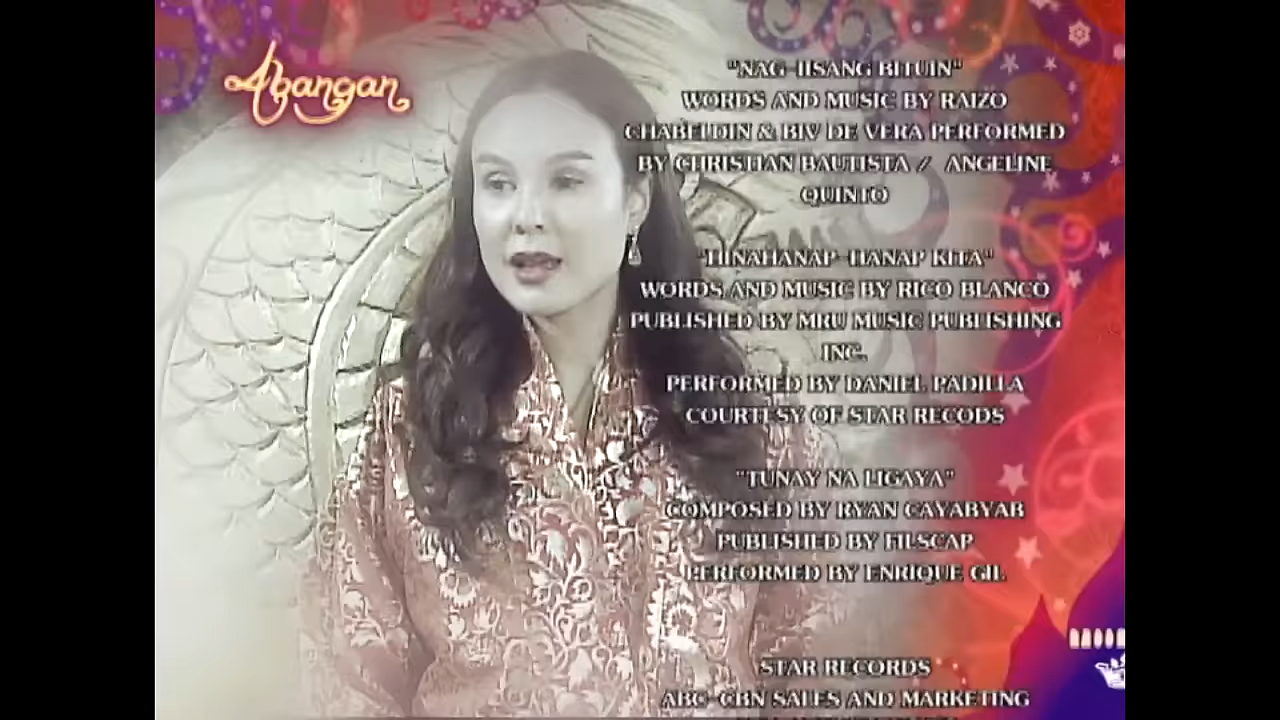 Abangan
"NAG-IISANG BITUIN"
WORDS AND MUSIC BY RAIZO
CHABELDIN & BIV DE VERA PERFORMED
BY CHRISTIAN BAUTISTA / ANGELINE
QUINTO
"HINAHANAP-HANAP KITA"
WORDS AND MUSIC BY RICO BLANCO
PUBLISHED BY MRU MUSIC PUBLISHING
INC.
PERFORMED BY DANIEL PADILLA
COURTESY OF STAR RECODS
"TUNAY NA LIGAYA"
COMPOSED BY RYAN CAYABYAB
PUBLISHED BY FILSCAP
PERFORMED BY ENRIQUE GIL
STAR RECORDS
ABC-CBN SALES AND MARKETING